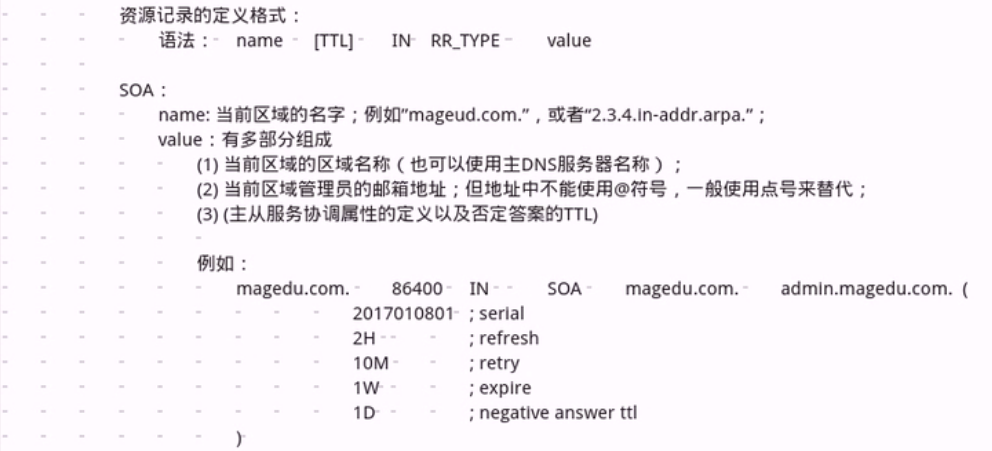 资源记录的定义格式：
语法： name [TTL] IN RR_TYPE value
SOA：
name: 当前区域的名字；例如"mageud.com."，或者“2.3.4.in-addr.arpa.”；
value：有多部分组成
(1) 当前区域的区域名称（也可以使用主DNS服务器名称）；
(2) 当前区域管理员的邮箱地址；但地址中不能使用@符号，一般使用点号来替代；
(3) (主从服务协调属性的定义以及否定答案的TTL)
例如：
magedu.com. 86400 IN SOA magedu.com. admin.magedu.com. (
2017010801 ; serial
2H ; refresh
10M ; retry
1W ; expire
1D ; negative answer ttl
)